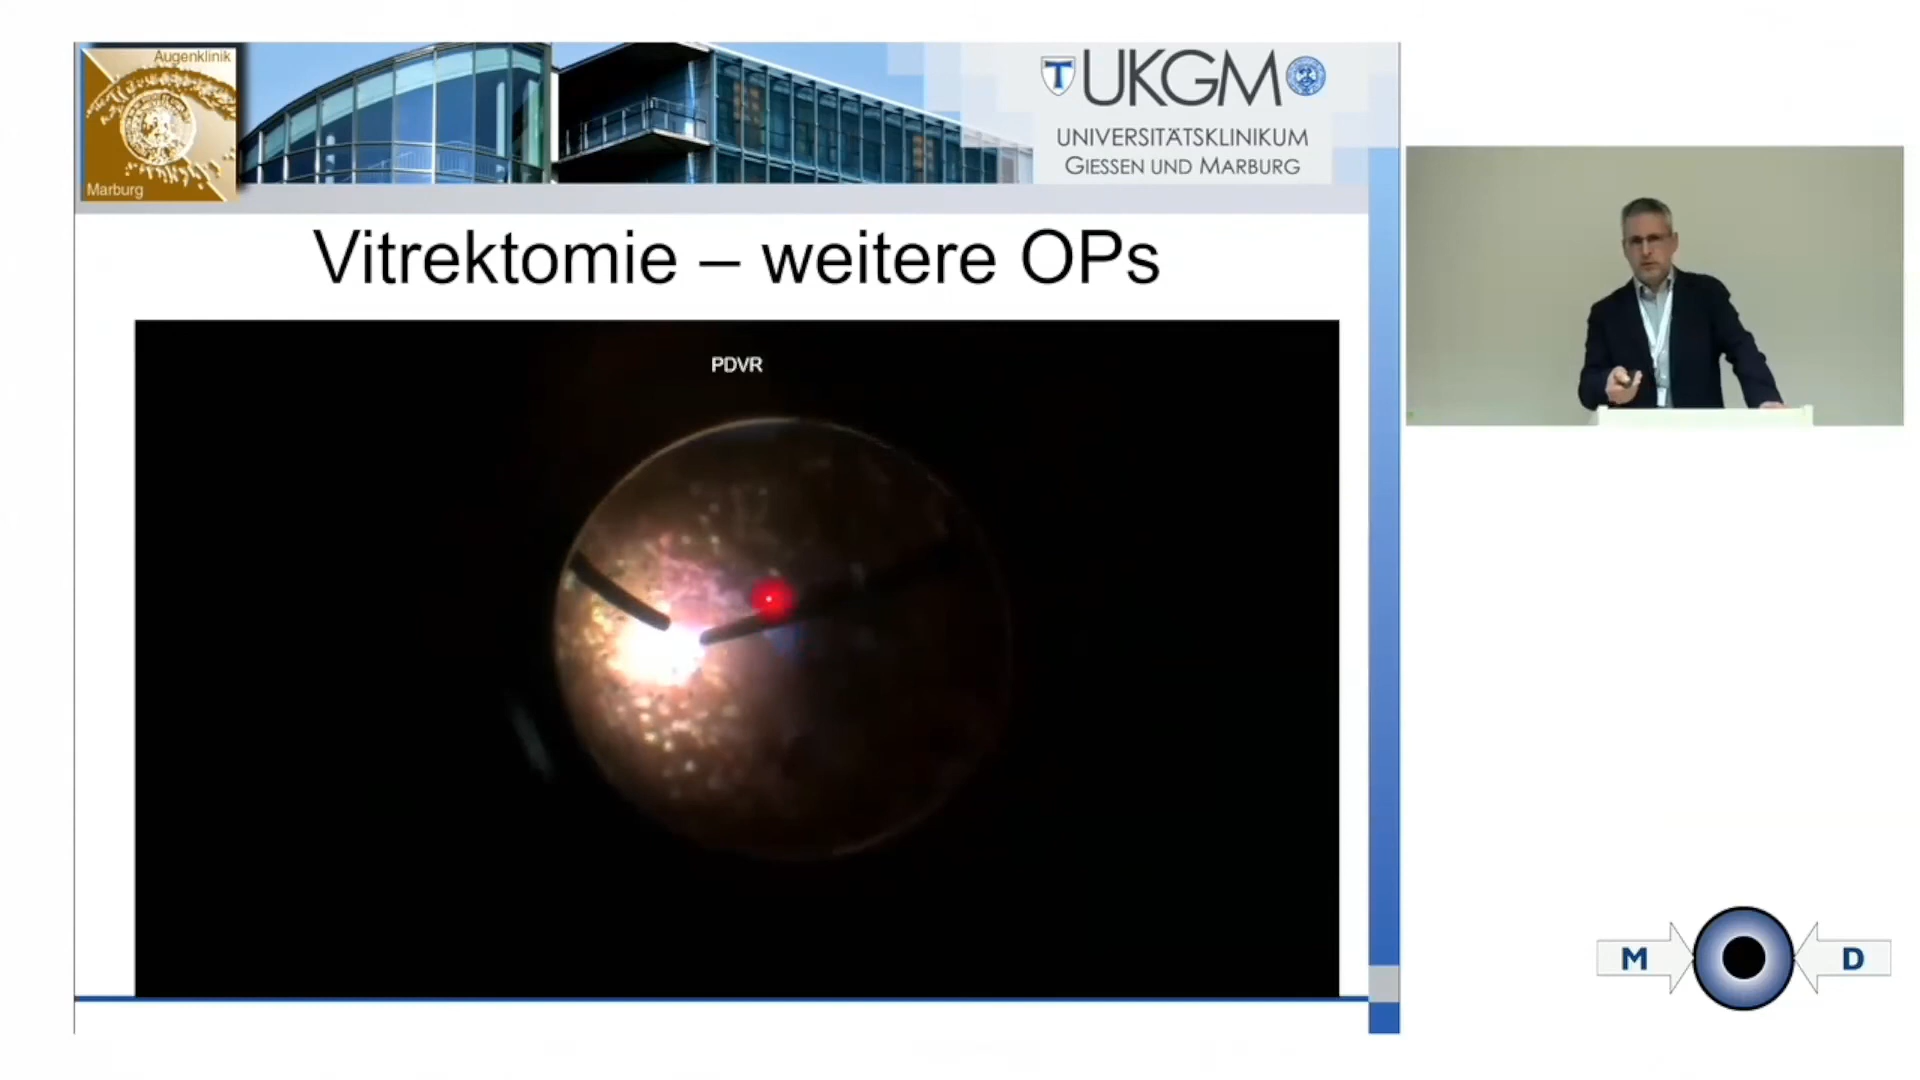 Augenklinik
Marburg
UKGM
UNIVERSITÄTSKLINIKUM
GIESSEN UND MARBURG
Vitrektomie – weitere OPs
PDVR
M
D